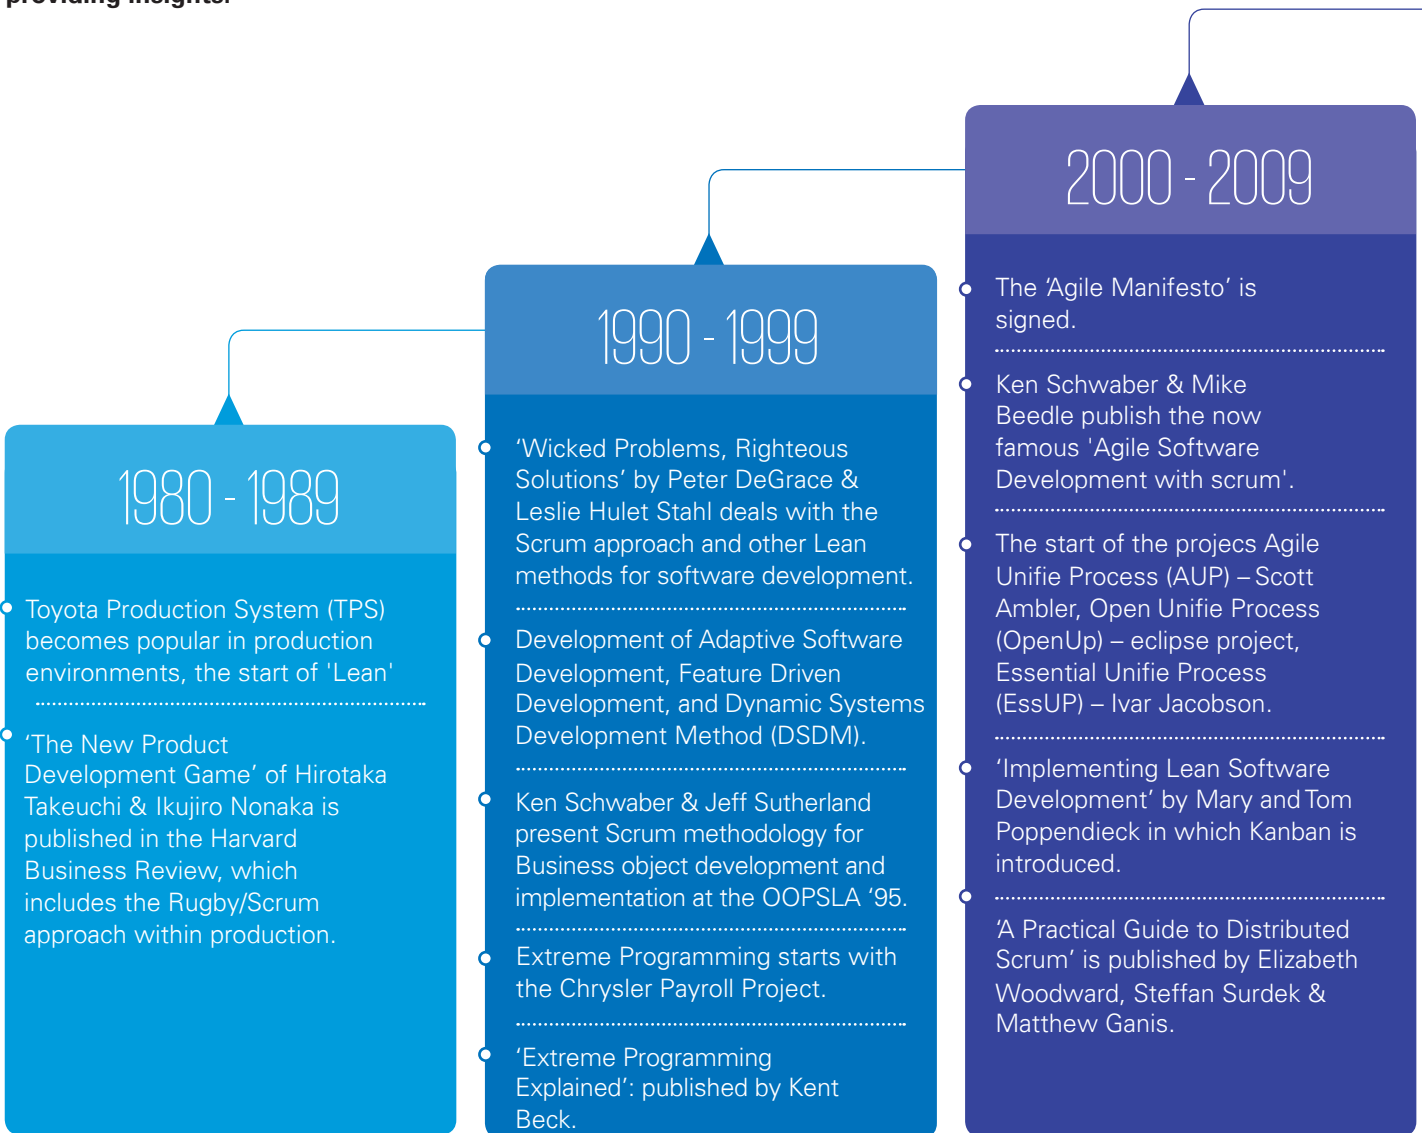 providing insights.
1980 - 1989
Toyota Production System (TPS)
becomes popular in production
environments, the start of 'Lean'
‘The New Product
Development Game’ of Hirotaka
Takeuchi & Ikujiro Nonaka is
published in the Harvard
Business Review, which
includes the Rugby/Scrum
approach within production.
1990 - 1999
‘Wicked Problems, Righteous
Solutions’ by Peter DeGrace &
Leslie Hulet Stahl deals with the
Scrum approach and other Lean
methods for software development.
Development of Adaptive Software
Development, Feature Driven
Development, and Dynamic Systems
Development Method (DSDM).
Ken Schwaber & Jeff Sutherland
present Scrum methodology for
Business object development and
implementation at the OOPSLA ‘95.
Extreme Programming starts with
the Chrysler Payroll Project.
‘Extreme Programming
Explained’: published by Kent
Beck.
2000 - 2009
The ‘Agile Manifesto’ is
signed.
Ken Schwaber & Mike
Beedle publish the now
famous 'Agile Software
Development with scrum'.
The start of the projecs Agile
Unifie Process (AUP) – Scott
Ambler, Open Unifie Process
(OpenUp) – eclipse project,
Essential Unifie Process
(EssUP) – Ivar Jacobson.
‘Implementing Lean Software
Development’ by Mary and Tom
Poppendieck in which Kanban is
introduced.
‘A Practical Guide to Distributed
Scrum’ is published by Elizabeth
Woodward, Steffan Surdek &
Matthew Ganis.